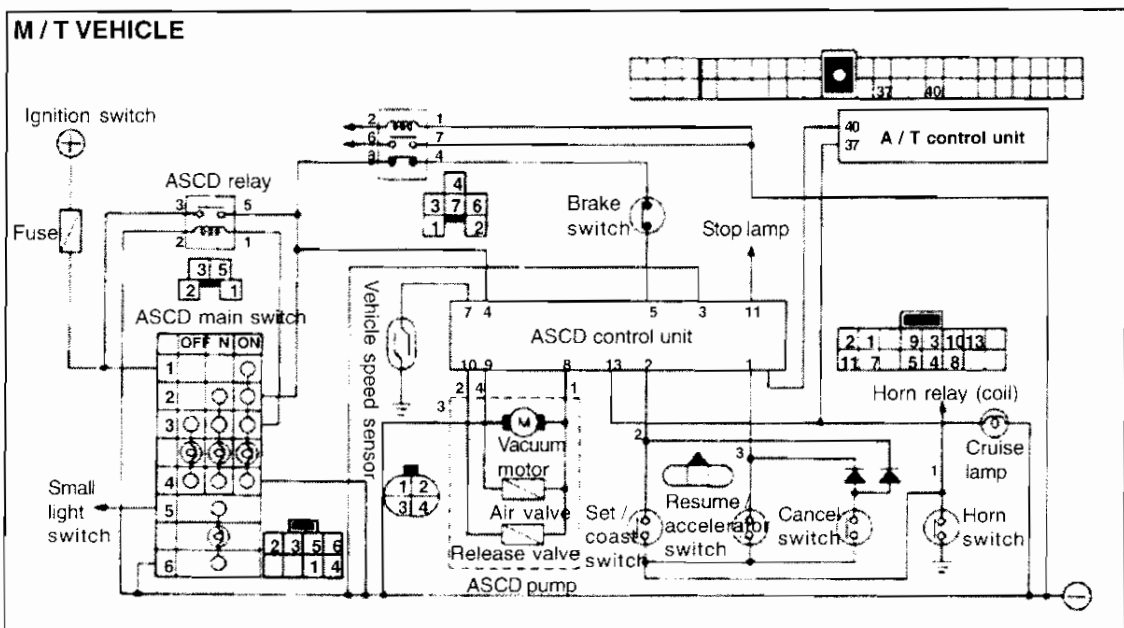 M / T VEHICLE
Ignition switch
Fuse
ASCD relay
3 5
2 1
3 5
2 1
2 1
6 7
3 4
4
3 7 6
1 2
37 40
40
37
A / T control unit
Brake
switch
Stop lamp
ASCD main switch
OFF N ON
1
2
3
4
5
6
Small
light
switch
2 3 5 6
1 4
Vehicle speed sensor
7 4 5 3 11
ASCD control unit
10 9 8 13 2 1
2 4 1
3
M
Vacuum
motor
Air valve
Release valve
ASCD pump
1 2
3 4
2 1 9 3 10 13
11 7 5 4 8
Horn relay (coil)
Cruise
lamp
2
3
1
Set /
coast
switch
Resume
accelerator
switch
Cancel
switch
Horn
switch